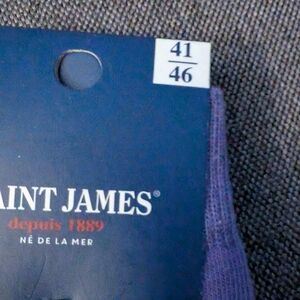 41
46
AINT JAMES®
depuis 1889
NÉ DE LA MER